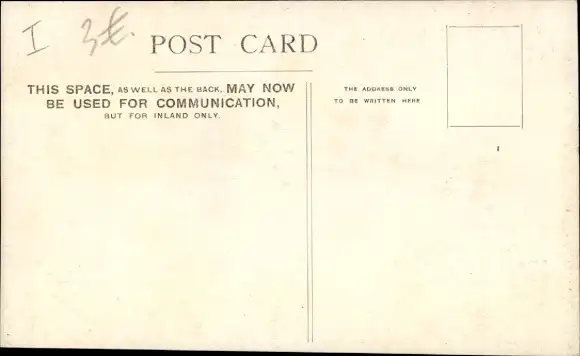 I 3€.
POST CARD
THIS SPACE, AS WELL AS THE BACK, MAY NOW
BE USED FOR COMMUNICATION,
BUT FOR INLAND ONLY.
THE ADDRESS ONLY
TO BE WRITTEN HERE